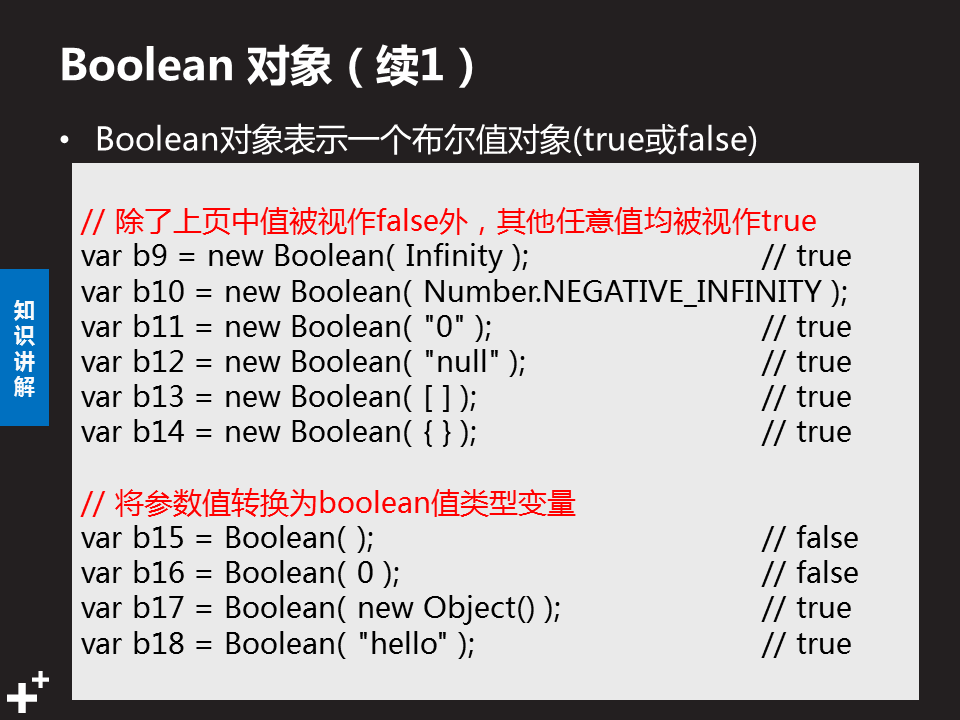 Boolean 对象（续1）
• Boolean对象表示一个布尔值对象(true或false)
// 除了上页中值被视作false外，其他任意值均被视作true
var b9 = new Boolean( Infinity ); // true
var b10 = new Boolean( Number.NEGATIVE_INFINITY );
var b11 = new Boolean( "0" ); // true
var b12 = new Boolean( "null" ); // true
var b13 = new Boolean( [ ] ); // true
var b14 = new Boolean( { } ); // true
// 将参数值转换为boolean值类型变量
var b15 = Boolean( ); // false
var b16 = Boolean( 0 ); // false
var b17 = Boolean( new Object() ); // true
var b18 = Boolean( "hello" ); // true
知
识
讲
解